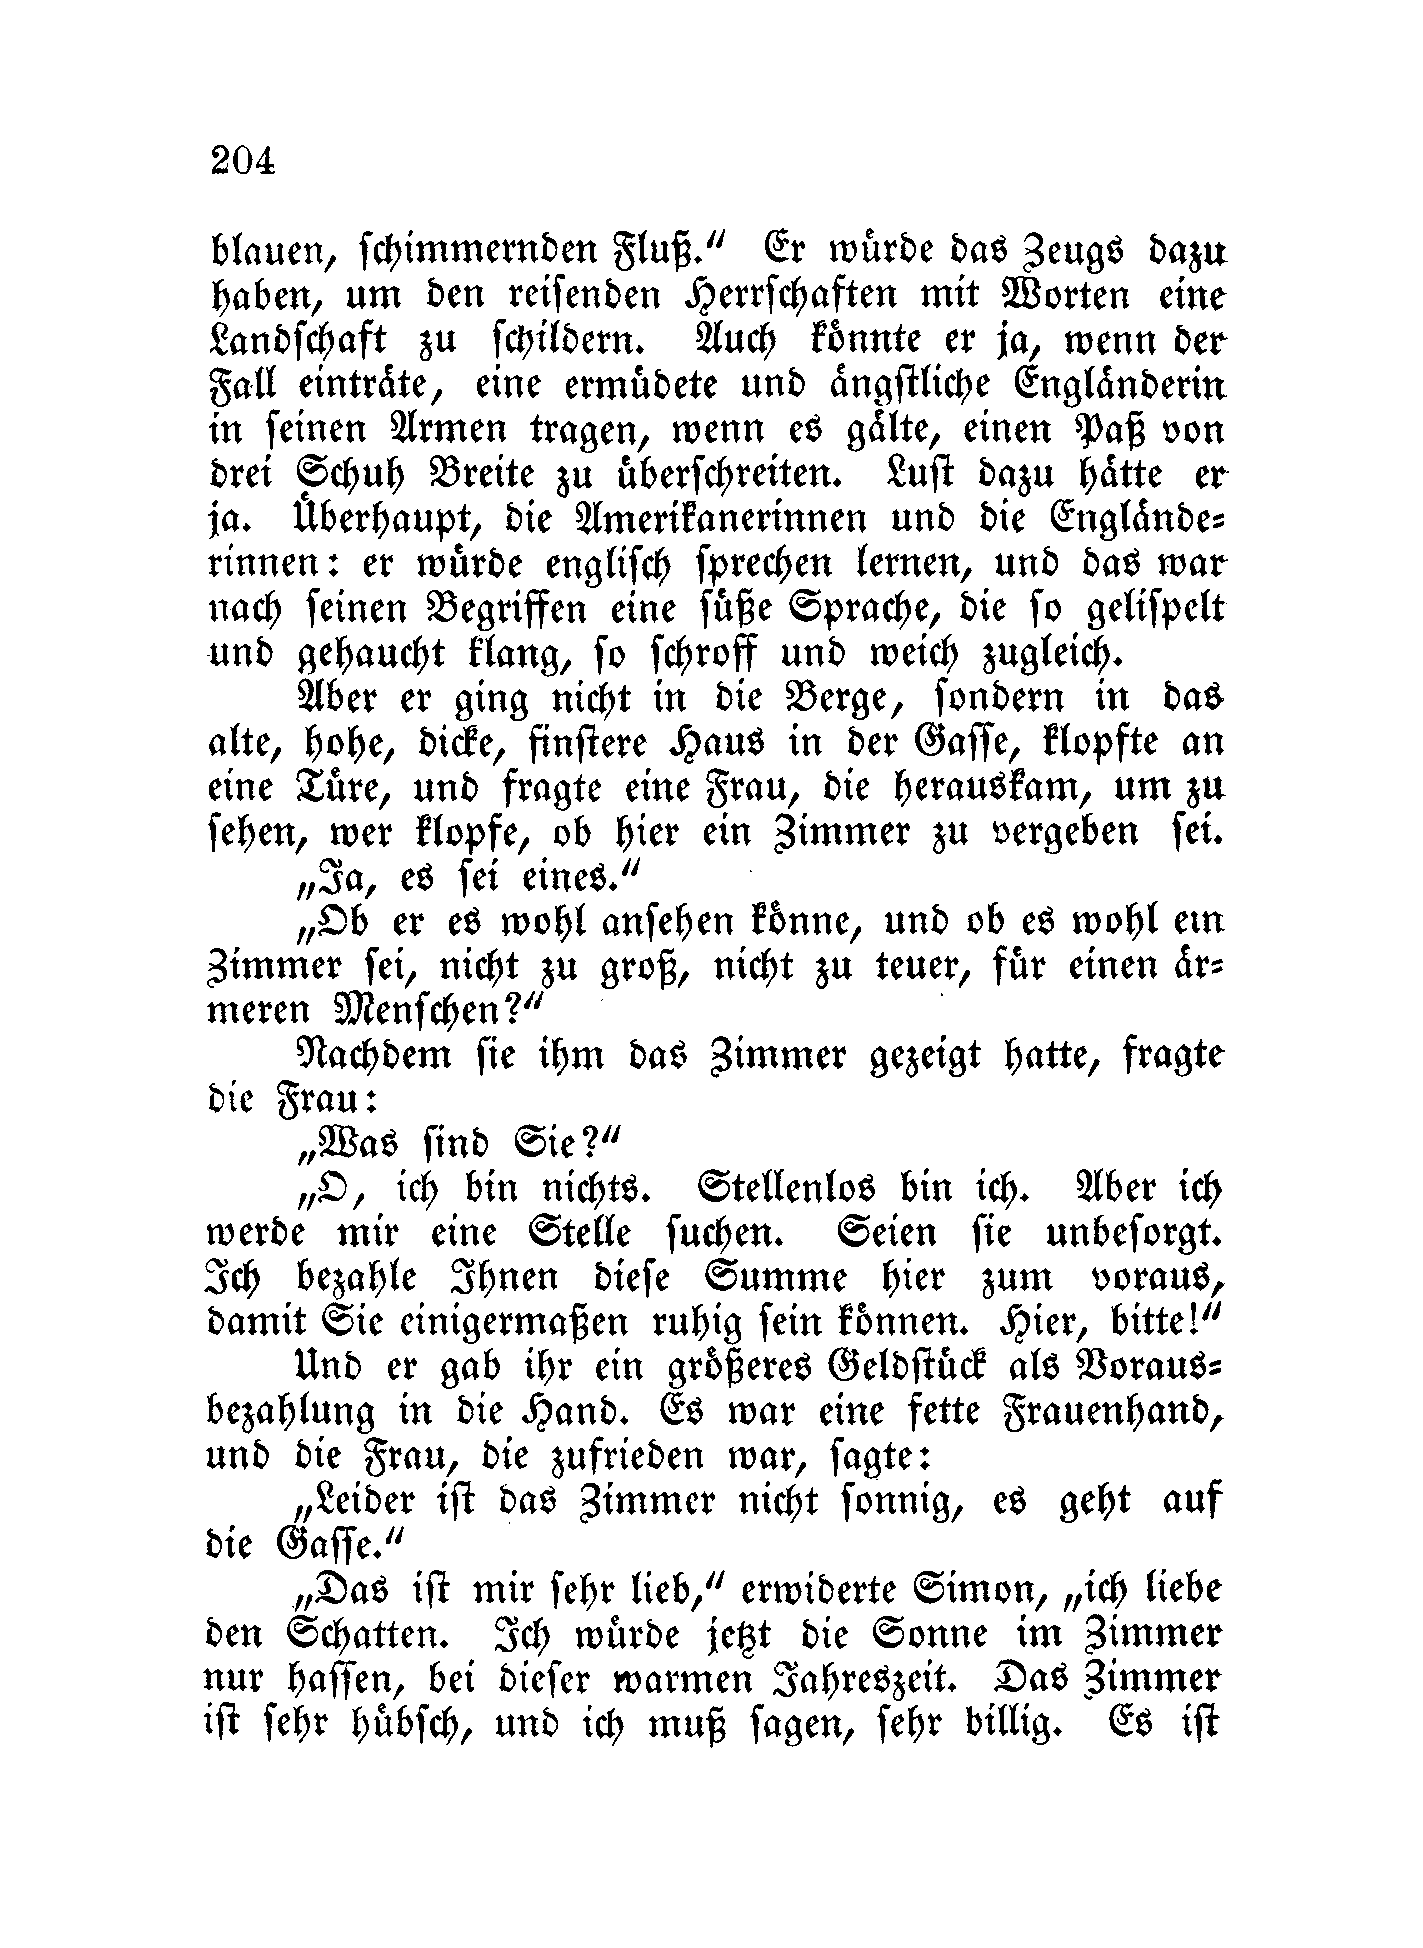 204
blauen, schimmernden Fluß.“ Er würde das Zeugs dazu
haben, um den reisenden Herrschaften mit Worten eine
Landschaft zu schildern. Auch könnte er ja, wenn der
Fall einträte, eine ermüdete und ängstliche Engländerin
in seinen Armen tragen, wenn es gälte, einen Paß von
drei Schuh Breite zu überschreiten. Lust dazu hätte er
ja. Überhaupt, die Amerikanerinnen und die Englände-
rinnen: er würde englisch sprechen lernen, und das war
nach seinen Begriffen eine süße Sprache, die so gelispelt
und gehaucht klang, so schroff und weich zugleich.
Aber er ging nicht in die Berge, sondern in das
alte, hohe, dicke, finstere Haus in der Gasse, klopfte an
eine Türe, und fragte eine Frau, die herauskam, um zu
sehen, wer klopfe, ob hier ein Zimmer zu vergeben sei.
„Ja, es sei eines.“
„Ob er es wohl ansehen könne, und ob es wohl ein
Zimmer sei, nicht zu groß, nicht zu teuer, für einen är-
meren Menschen?“
Nachdem sie ihm das Zimmer gezeigt hatte, fragte
die Frau:
„Was sind Sie?“
„O, ich bin nichts. Stellenlos bin ich. Aber ich
werde mir eine Stelle suchen. Seien sie unbesorgt.
Ich bezahle Ihnen diese Summe hier zum voraus,
damit Sie einigermaßen ruhig sein können. Hier, bitte!“
Und er gab ihr ein größeres Geldstück als Voraus-
bezahlung in die Hand. Es war eine fette Frauenhand,
und die Frau, die zufrieden war, sagte:
„Leider ist das Zimmer nicht sonnig, es geht auf
die Gasse.“
„Das ist mir sehr lieb,“ erwiderte Simon, „ich liebe
den Schatten. Ich würde jetzt die Sonne im Zimmer
nur hassen, bei dieser warmen Jahreszeit. Das Zimmer
ist sehr hübsch, und ich muß sagen, sehr billig. Es ist